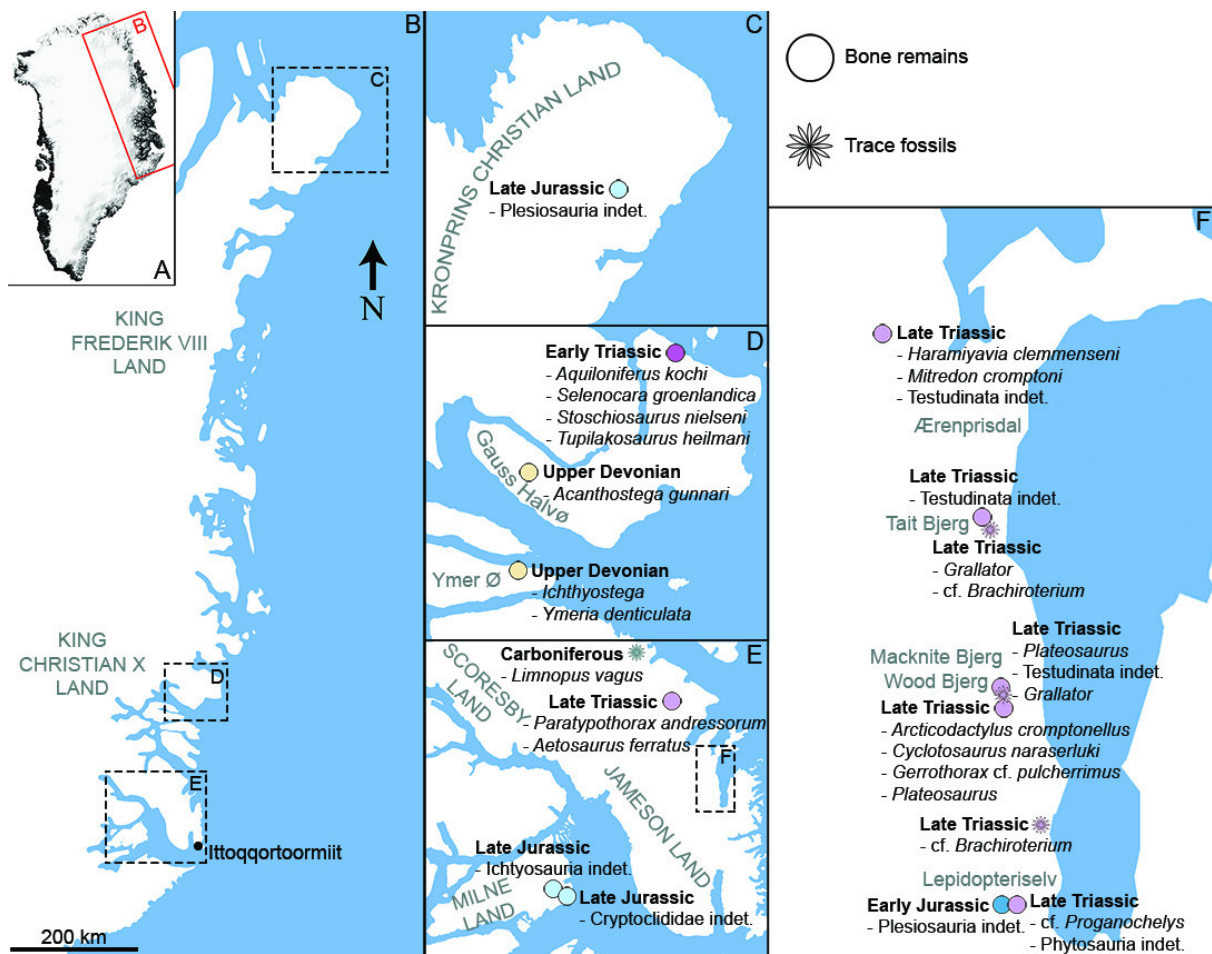 A
B
B
C
KING
FREDERIK VIII
LAND
N
KING
CHRISTIAN X
LAND
D
E
Ittoqqortoormiit
200 km
C
KRONPRINS CHRISTIAN LAND
Late Jurassic
- Plesiosauria indet.
D
Early Triassic
- Aquiloniferus kochi
- Selenocara groenlandica
- Stoschiosaurus nielseni
- Tupilakosaurus heilmani
Gauss Halvø
Upper Devonian
- Acanthostega gunnari
Ymer Ø
Upper Devonian
- Ichthyostega
- Ymeria denticulata
E
Carboniferous
- Limnopus vagus
SCORESBY
LAND
Late Triassic
- Paratypothorax andressorum
- Aetosaurus ferratus
F
JAMESON LAND
Late Jurassic
- Ichtyosauria indet.
MILNE
LAND
Late Jurassic
- Cryptoclididae indet.
Bone remains
Trace fossils
F
Late Triassic
- Haramiyavia clemmenseni
- Mitredon cromptoni
- Testudinata indet.
Ærenprisdal
Late Triassic
- Testudinata indet.
Tait Bjerg
Late Triassic
- Grallator
- cf. Brachiroterium
Late Triassic
- Plateosaurus
- Testudinata indet.
- Grallator
Macknite Bjerg
Wood Bjerg
Late Triassic
- Arcticodactylus cromptonellus
- Cyclotosaurus naraserluki
- Gerrothorax cf. pulcherrimus
- Plateosaurus
Late Triassic
- cf. Brachiroterium
Lepidopteriselv
Early Jurassic
- Plesiosauria indet.
Late Triassic
- cf. Proganochelys
- Phytosauria indet.